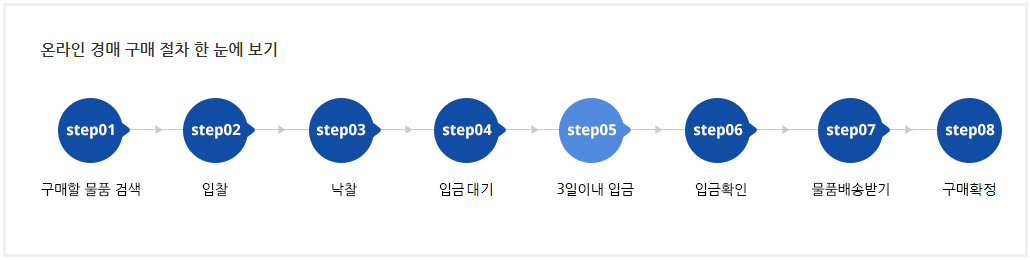 온라인 경매 구매 절차 한 눈에 보기
step01 step02 step03 step04 step05 step06 step07 step08
구매할 물품 검색 입찰 낙찰 입금대기 3일이내 입금 입금확인 물품배송받기 구매확정